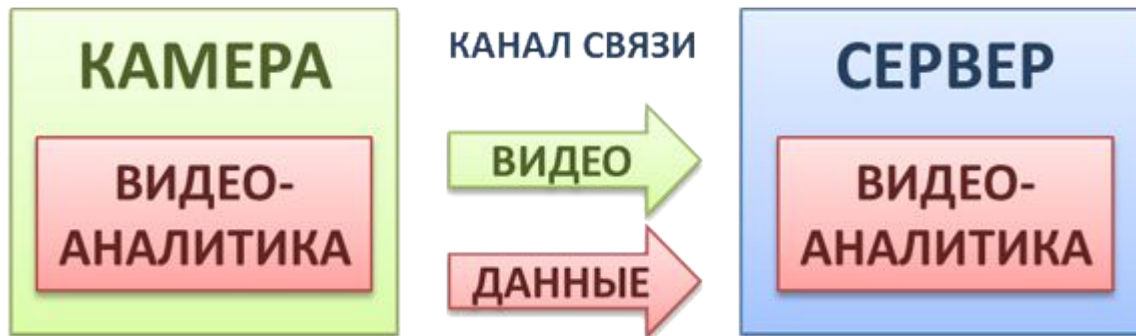 КАМЕРА
ВИДЕО-
АНАЛИТИКА
КАНАЛ СВЯЗИ
ВИДЕО
ДАННЫЕ
СЕРВЕР
ВИДЕО-
АНАЛИТИКА